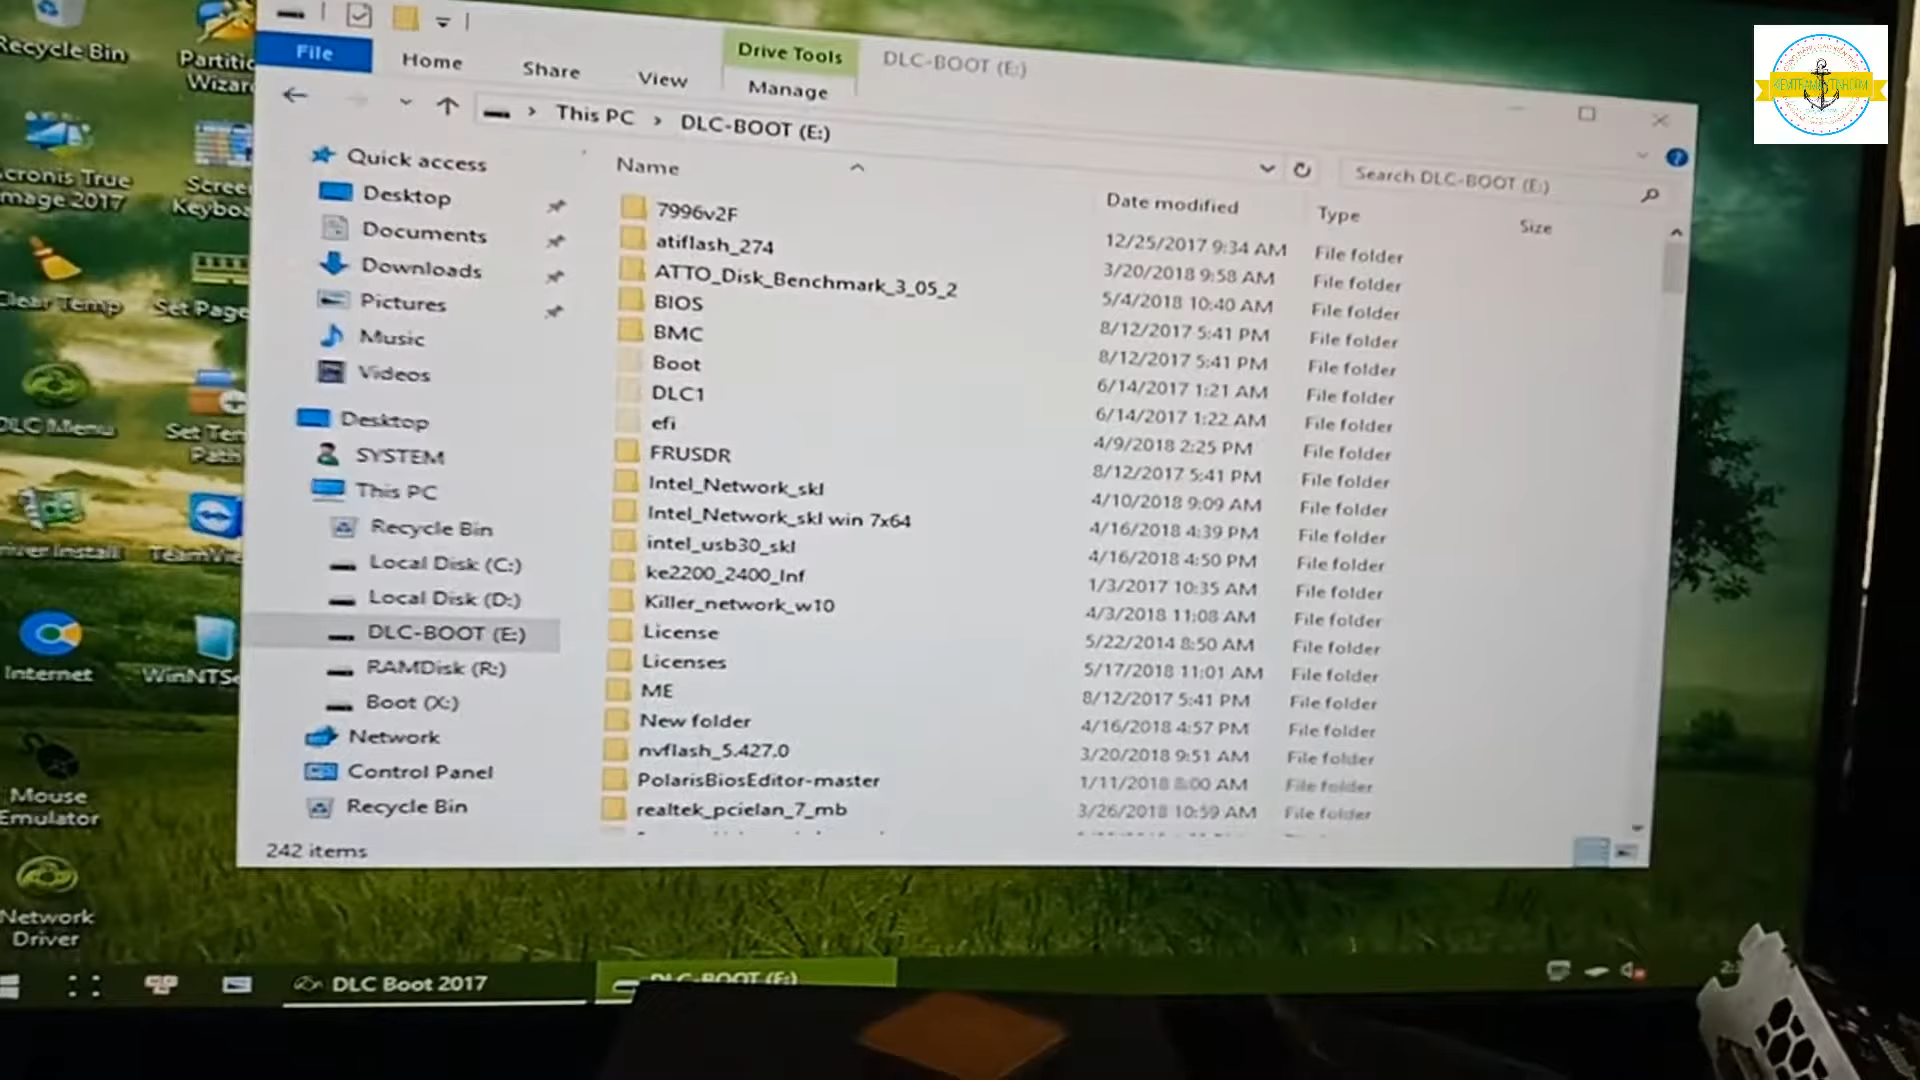 Recycle Bin
Partitio
Wizard
File
Home
Share
View
Drive Tools
Manage
DLC-BOOT (E:)
This PC
DLC-BOOT (E:)
Search DLC-BOOT (E:)
Quick access
Desktop
Documents
Downloads
Pictures
Music
Videos
Desktop
SYSTEM
This PC
Recycle Bin
Local Disk (C:)
Local Disk (D:)
DLC-BOOT (E:)
RAMDisk (R:)
Boot (X:)
Network
Control Panel
Recycle Bin
Name Date modified Type Size
7996v2F 12/25/2017 9:34 AM File folder
atiflash_274 3/20/2018 9:58 AM File folder
ATTO_Disk_Benchmark_3_05_2 5/4/2018 10:40 AM File folder
BIOS 8/12/2017 5:41 PM File folder
BMC 8/12/2017 5:41 PM File folder
Boot 6/14/2017 1:21 AM File folder
DLC1 6/14/2017 1:22 AM File folder
efi 4/9/2018 2:25 PM File folder
FRUSDR 8/12/2017 5:41 PM File folder
Intel_Network_skl 4/10/2018 9:09 AM File folder
Intel_Network_skl win 7x64 4/16/2018 4:39 PM File folder
intel_usb30_skl 4/16/2018 4:50 PM File folder
ke2200_2400_Inf 1/3/2017 10:35 AM File folder
Killer_network_w10 4/3/2018 11:08 AM File folder
License 5/22/2014 8:50 AM File folder
Licenses 5/17/2018 11:01 AM File folder
ME 8/12/2017 5:41 PM File folder
New folder 4/16/2018 4:57 PM File folder
nvflash_5.427.0 3/20/2018 9:51 AM File folder
PolarisBiosEditor-master 1/11/2018 8:00 AM File folder
realtek_pcielan_7_mb 3/26/2018 10:59 AM File folder
242 items
cronis True
mage 2017
Screen
Keyboa
Clear Temp
Set Page
DLC Menu
Set Tem
Path
river Install
TeamVie
Internet
WinNTSe
Mouse
Emulator
Network
Driver
DLC Boot 2017
DLC-BOOT (E:)